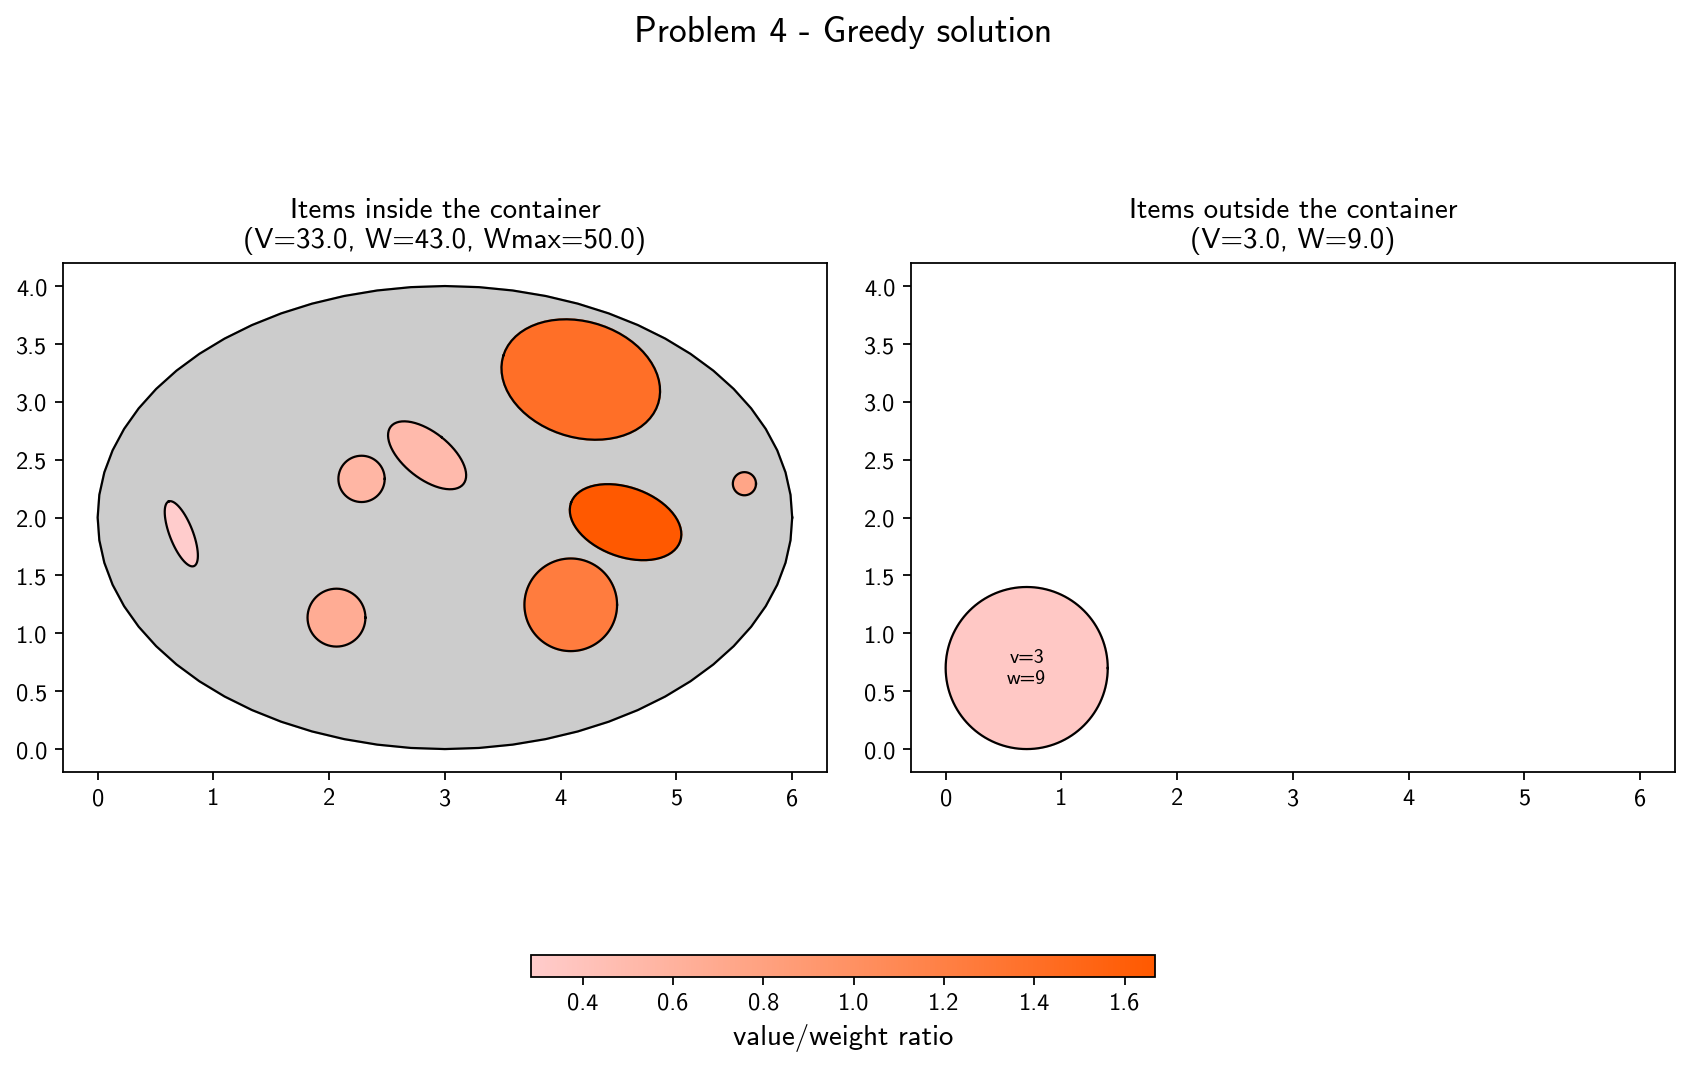 Problem 4 - Greedy solution
Items inside the container
(V=33.0, W=43.0, Wmax=50.0)
4.0
3.5
3.0
2.5
2.0
1.5
1.0
0.5
0.0
0 1 2 3 4 5 6
Items outside the container
(V=3.0, W=9.0)
4.0
3.5
3.0
2.5
2.0
1.5
1.0
0.5
0.0
v=3
w=9
0 1 2 3 4 5 6
0.4 0.6 0.8 1.0 1.2 1.4 1.6
value/weight ratio